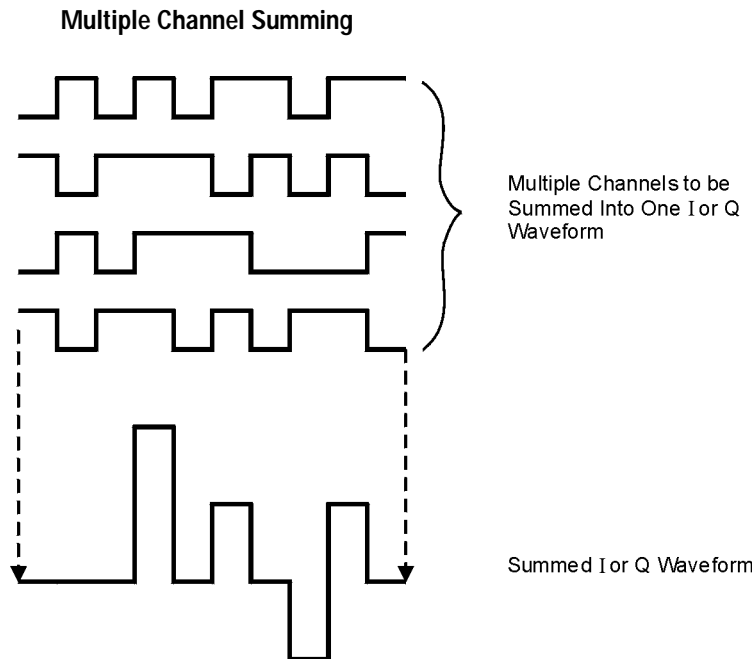 Multiple Channel Summing
Multiple Channels to be
Summed Into One I or Q
Waveform
Summed I or Q Waveform